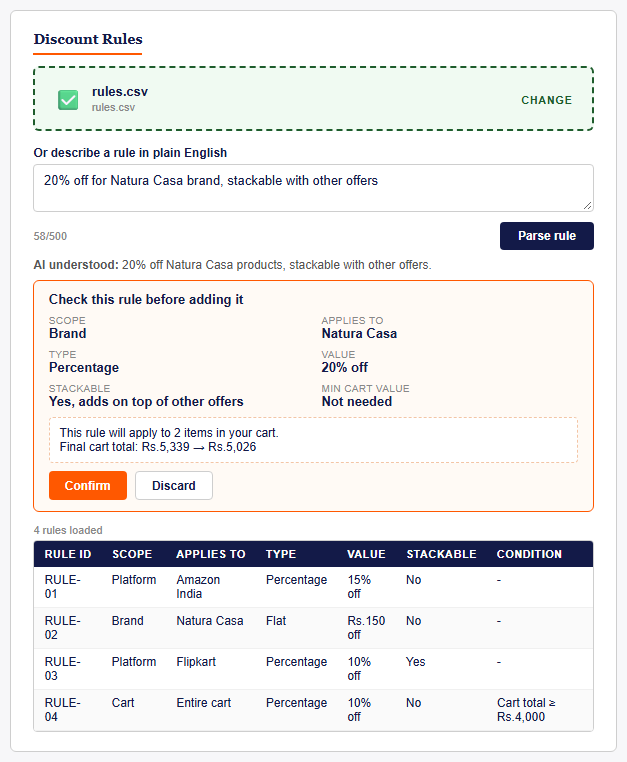 Discount Rules
rules.csv
rules.csv
CHANGE
Or describe a rule in plain English
20% off for Natura Casa brand, stackable with other offers
58/500
Parse rule
AI understood: 20% off Natura Casa products, stackable with other offers.
Check this rule before adding it
SCOPE
Brand
APPLIES TO
Natura Casa
TYPE
Percentage
VALUE
20% off
STACKABLE
Yes, adds on top of other offers
MIN CART VALUE
Not needed
This rule will apply to 2 items in your cart.
Final cart total: Rs.5,339 → Rs.5,026
Confirm
Discard
4 rules loaded
RULE ID SCOPE APPLIES TO TYPE VALUE STACKABLE CONDITION
RULE-01 Platform Amazon India Percentage 15% off No -
RULE-02 Brand Natura Casa Flat Rs.150 off No -
RULE-03 Platform Flipkart Percentage 10% off Yes -
RULE-04 Cart Entire cart Percentage 10% off No Cart total ≥ Rs.4,000